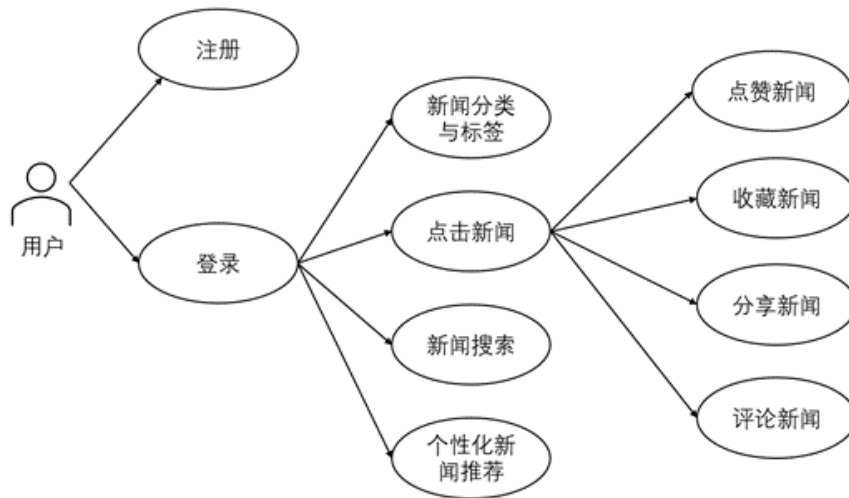 注册
用户
登录
新闻分类
与标签
点击新闻
新闻搜索
个性化新
闻推荐
点赞新闻
收藏新闻
分享新闻
评论新闻